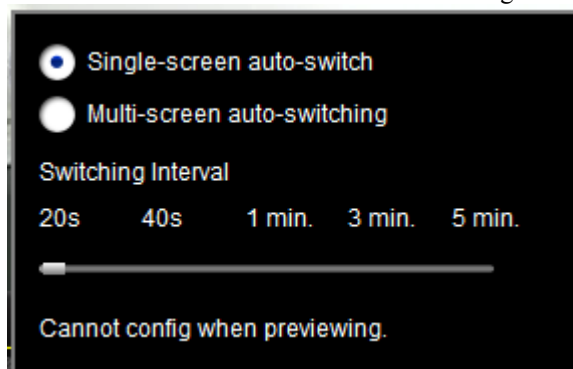 Single-screen auto-switch
Multi-screen auto-switching
Switching Interval
20s 40s 1 min. 3 min. 5 min.
Cannot config when previewing.